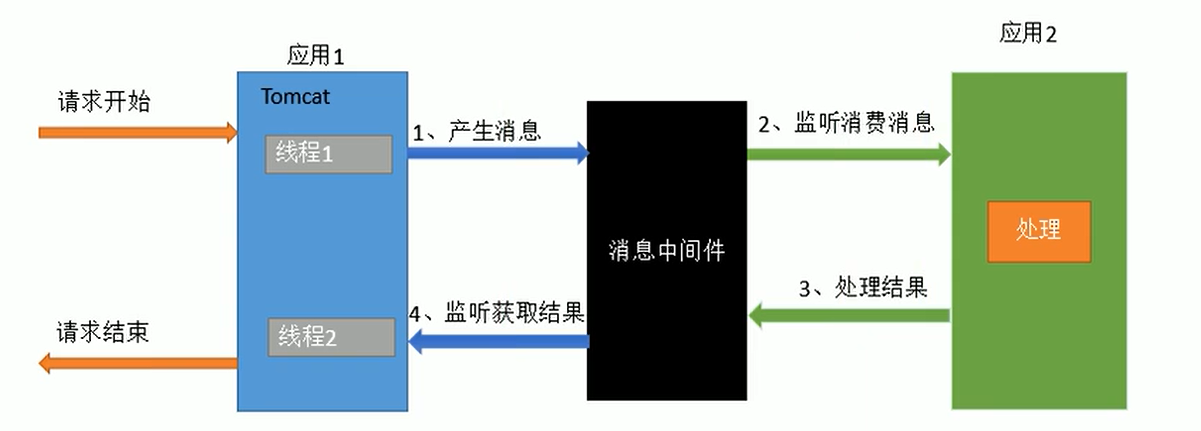 应用1
应用2
请求开始
Tomcat
线程1
1、产生消息
2、监听消费消息
处理
消息中间件
3、处理结果
4、监听获取结果
线程2
请求结束